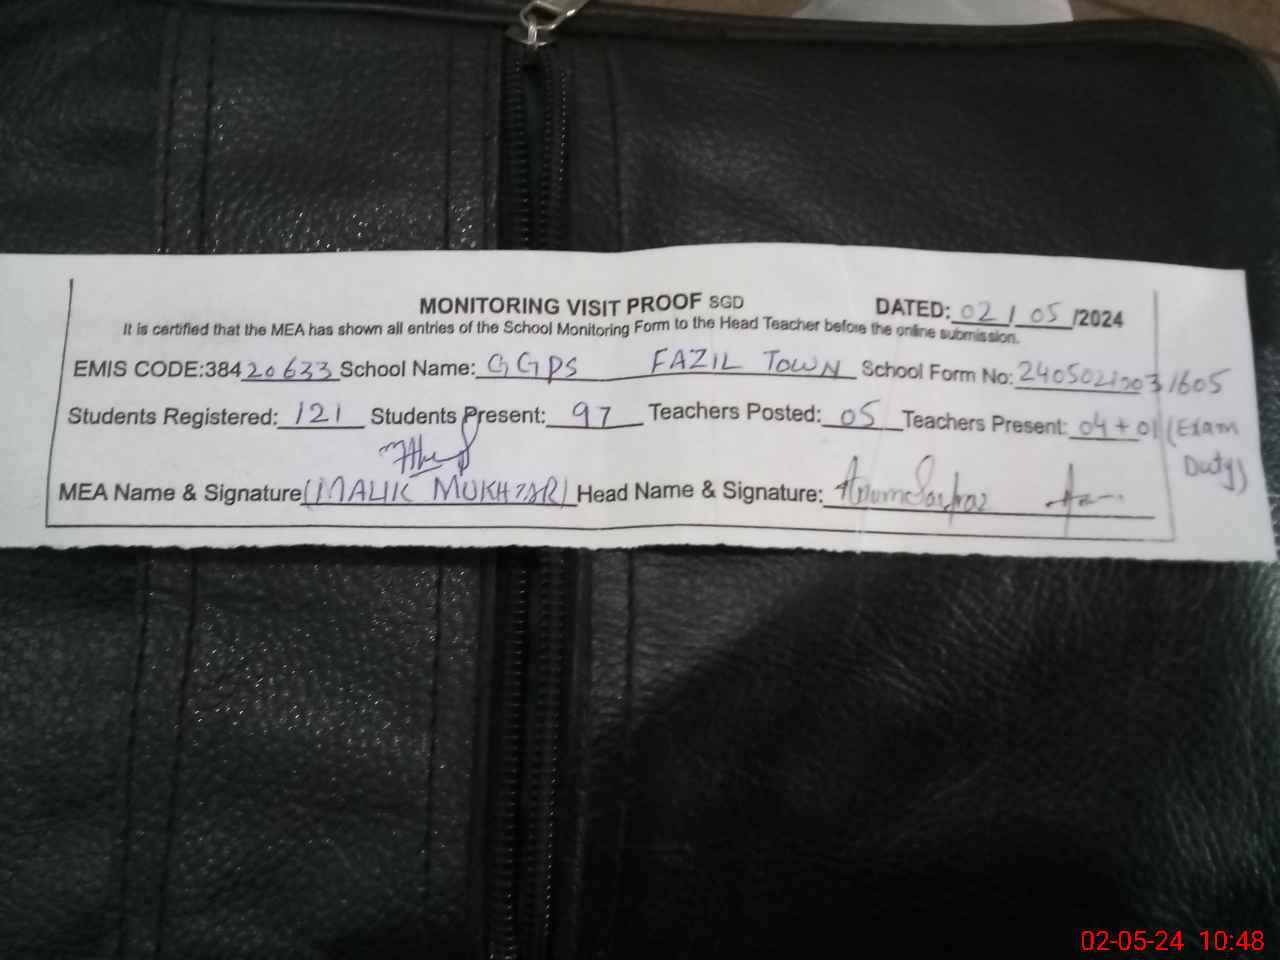 MONITORING VISIT PROOF SGD DATED: 02/05/2024
It is certified that the MEA has shown all entries of the School Monitoring Form to the Head Teacher before the online submission.
EMIS CODE:38420633 School Name: GGPS FAZIL TOWN School Form No: 24050210031605
Students Registered: 121 Students Present: 97 Teachers Posted: 05 Teachers Present: 04+01 (Exam Duty)
MEA Name & Signature (MALIK MUKHTAR) Head Name & Signature:
02-05-24 10:48